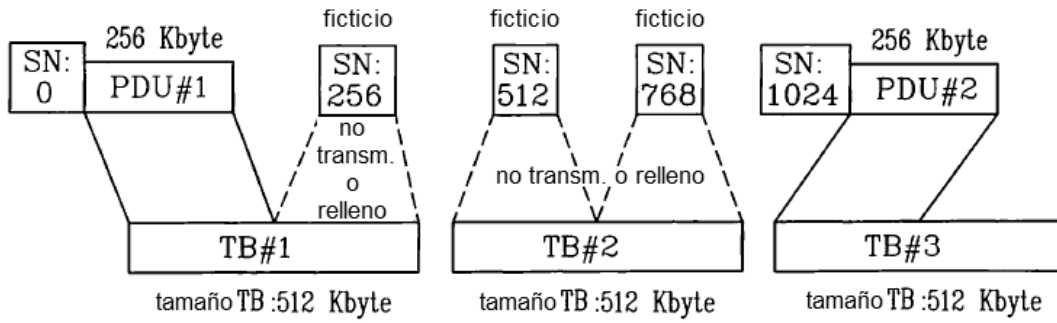 ficticio
ficticio
ficticio
256 Kbyte
256 Kbyte
SN:
0
PDU#1
SN:
256
SN:
512
SN:
768
SN:
1024
PDU#2
no
transm.
o
relleno
no transm. o relleno
TB#1
TB#2
TB#3
tamaño TB :512 Kbyte
tamaño TB :512 Kbyte
tamaño TB :512 Kbyte